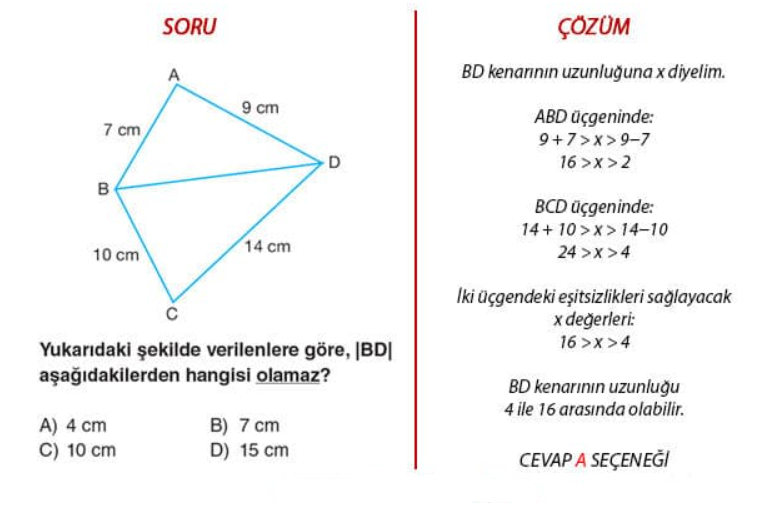 SORU
A
9 cm
7 cm
D
B
10 cm
14 cm
C
Yukarıdaki şekilde verilenlere göre, |BD|
aşağıdakilerden hangisi olamaz?
A) 4 cm
B) 7 cm
C) 10 cm
D) 15 cm
ÇÖZÜM
BD kenarının uzunluğuna x diyelim.
ABD üçgeninde:
9+7>x>9–7
16>x>2
BCD üçgeninde:
14+10>x>14–10
24>x>4
İki üçgendeki eşitsizlikleri sağlayacak
x değerleri:
16>x>4
BD kenarının uzunluğu
4 ile 16 arasında olabilir.
CEVAP A SEÇENEĞİ